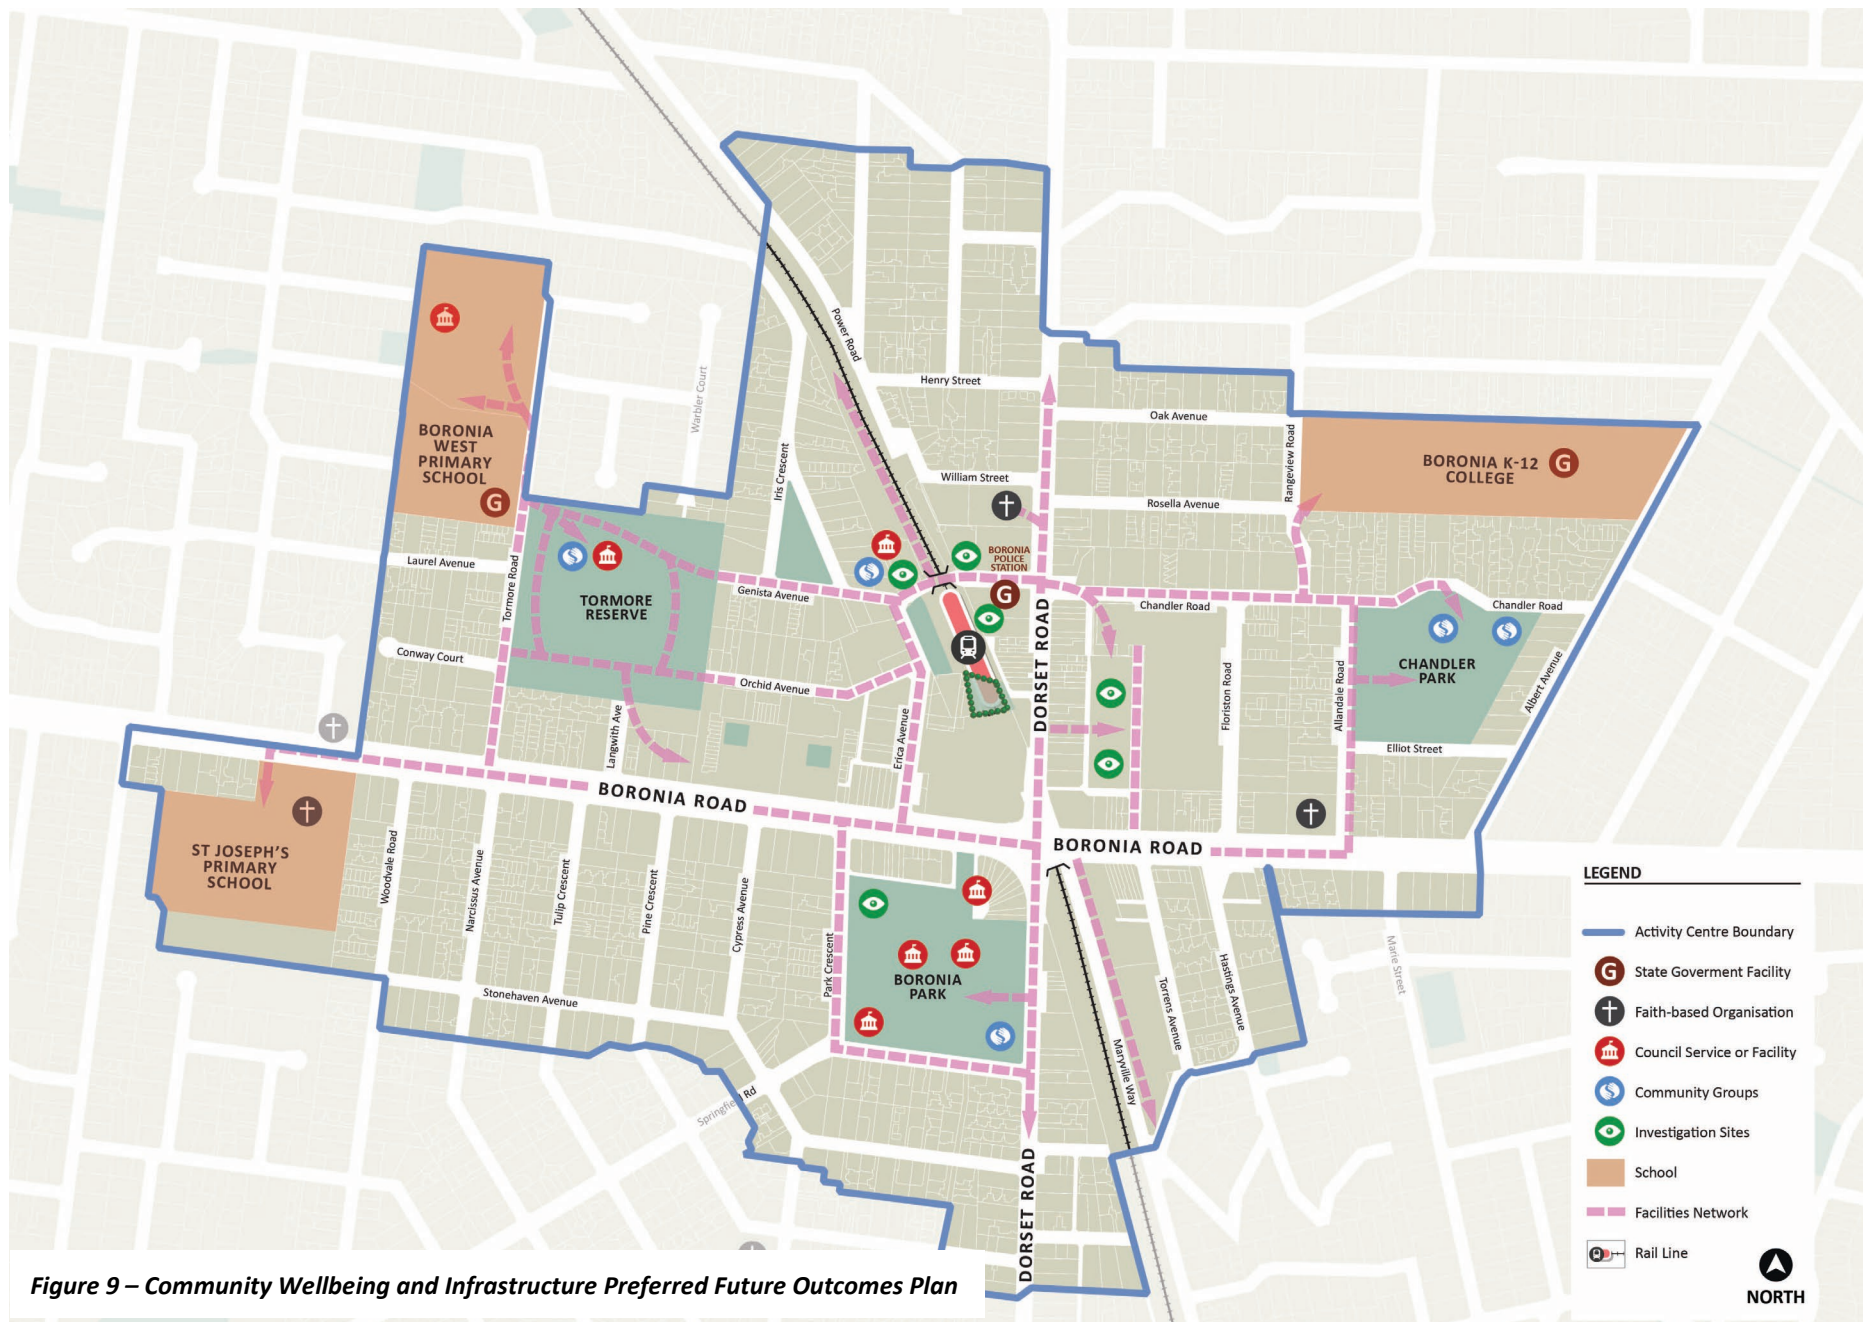 Power Road
Henry Street
Warbler Court
Oak Avenue
BORONIA
WEST
PRIMARY
SCHOOL
G
Iris Crescent
William Street
Rangeview Road
BORONIA K-12
COLLEGE
G
Rosella Avenue
Laurel Avenue
Tormore Road
BORONIA
POLICE
STATION
G
TORMORE
RESERVE
Genista Avenue
Chandler Road
Chandler Road
Conway Court
Orchid Avenue
DORSET ROAD
Floriston Road
Allandale Road
CHANDLER
PARK
Albert Avenue
Langwith Ave
Erica Avenue
Elliot Street
BORONIA ROAD
BORONIA ROAD
ST JOSEPH'S
PRIMARY
SCHOOL
Woodvale Road
Narcissus Avenue
Tulip Crescent
Pine Crescent
Cypress Avenue
Park Crescent
BORONIA
PARK
Stonehaven Avenue
Torrens Avenue
Hastings Avenue
Marie Street
Maryville Way
Springfield Rd
DORSET ROAD
LEGEND
Activity Centre Boundary
G State Goverment Facility
Faith-based Organisation
Council Service or Facility
Community Groups
Investigation Sites
School
Facilities Network
Rail Line
NORTH
Figure 9 – Community Wellbeing and Infrastructure Preferred Future Outcomes Plan